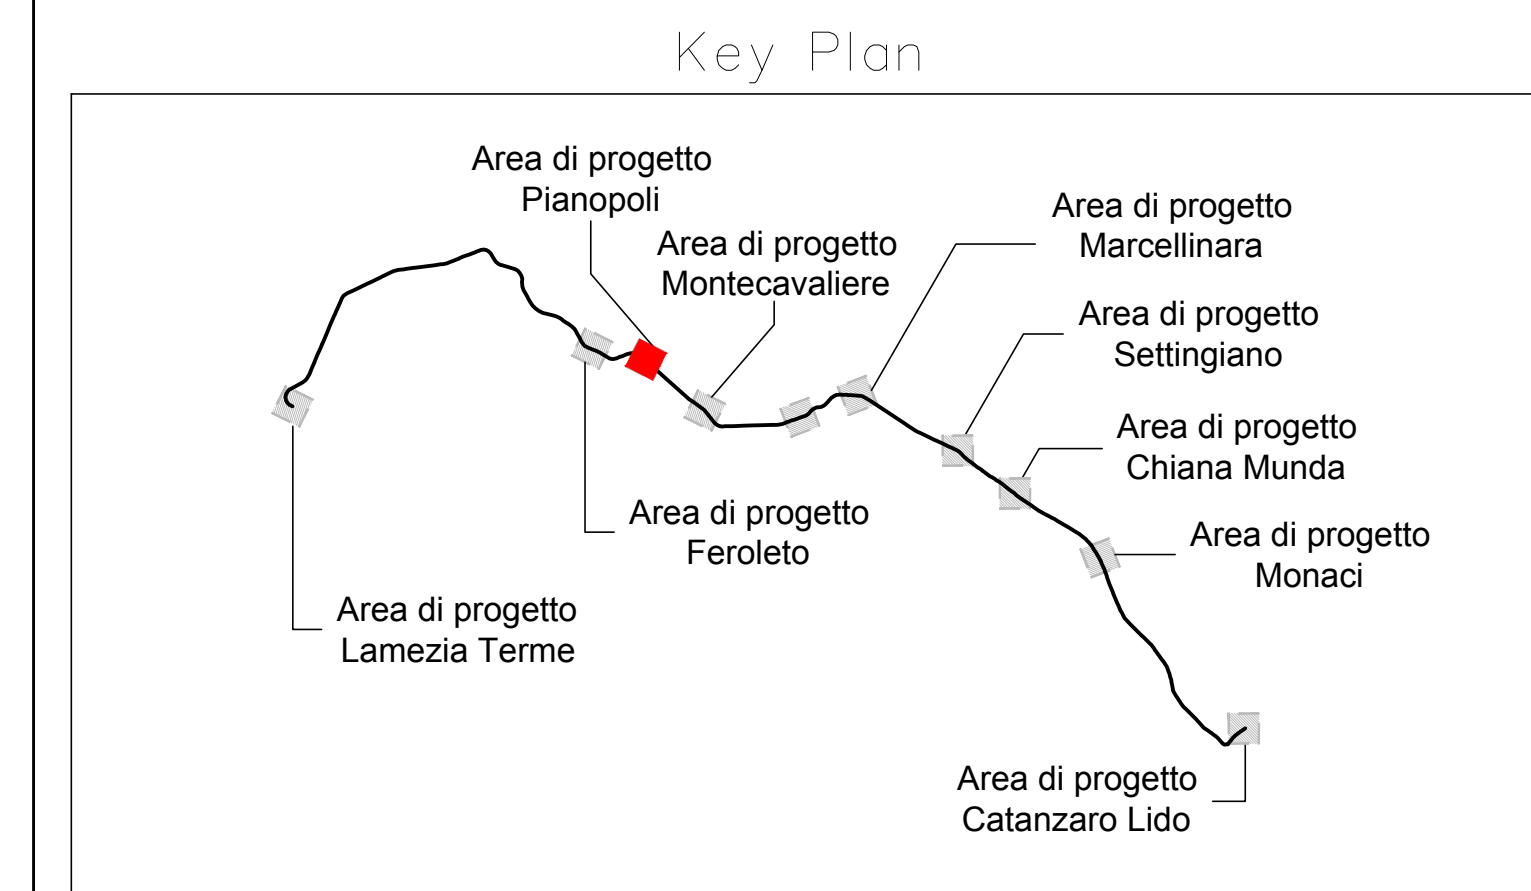 Key Plan
Area di progetto
Pianopoli
Area di progetto
Montecavaliere
Area di progetto
Marcellinara
Area di progetto
Settingiano
Area di progetto
Chiana Munda
Area di progetto
Feroleto
Area di progetto
Monaci
Area di progetto
Lamezia Terme
Area di progetto
Catanzaro Lido